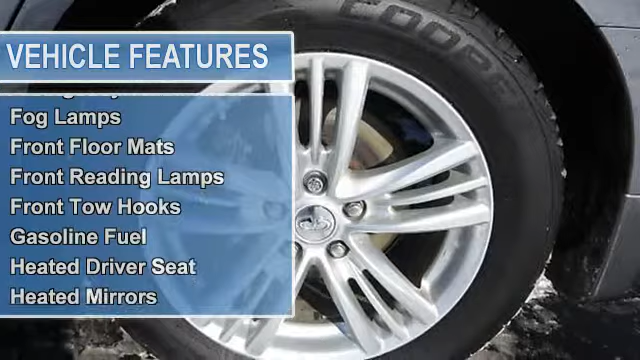 VEHICLE FEATURES
Fog Lamps
Front Floor Mats
Front Reading Lamps
Front Tow Hooks
Gasoline Fuel
Heated Driver Seat
Heated Mirrors
COOPER